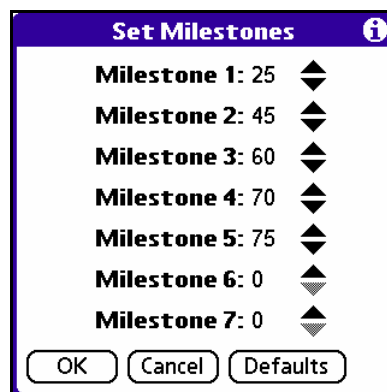 Set Milestones
Milestone 1: 25
Milestone 2: 45
Milestone 3: 60
Milestone 4: 70
Milestone 5: 75
Milestone 6: 0
Milestone 7: 0
OK Cancel Defaults